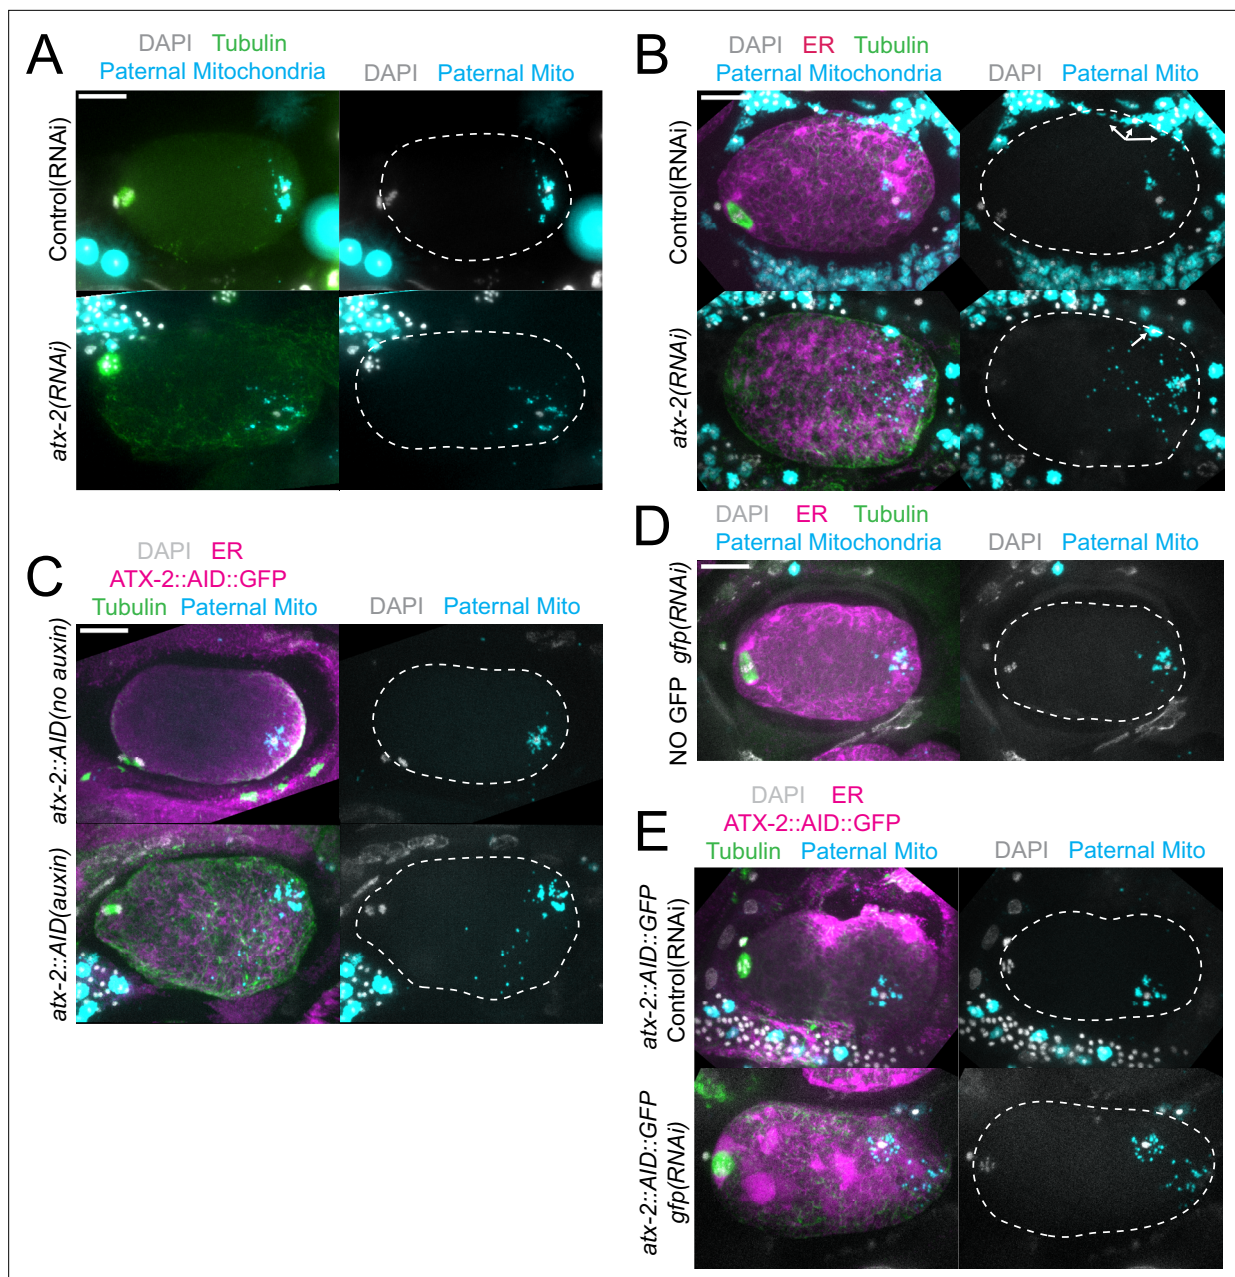 A
DAPI Tubulin
Paternal Mitochondria
DAPI Paternal Mito
Control(RNAi)
atx-2(RNAi)
B
DAPI ER Tubulin
Paternal Mitochondria
DAPI Paternal Mito
Control(RNAi)
atx-2(RNAi)
C
DAPI ER
ATX-2::AID::GFP
Tubulin Paternal Mito
DAPI Paternal Mito
atx-2::AID(no auxin)
atx-2::AID(auxin)
D
DAPI ER Tubulin
Paternal Mitochondria
DAPI Paternal Mito
NO GFP gfp(RNAi)
E
DAPI ER
ATX-2::AID::GFP
Tubulin Paternal Mito
DAPI Paternal Mito
atx-2::AID::GFP
Control(RNAi)
atx-2::AID::GFP
gfp(RNAi)